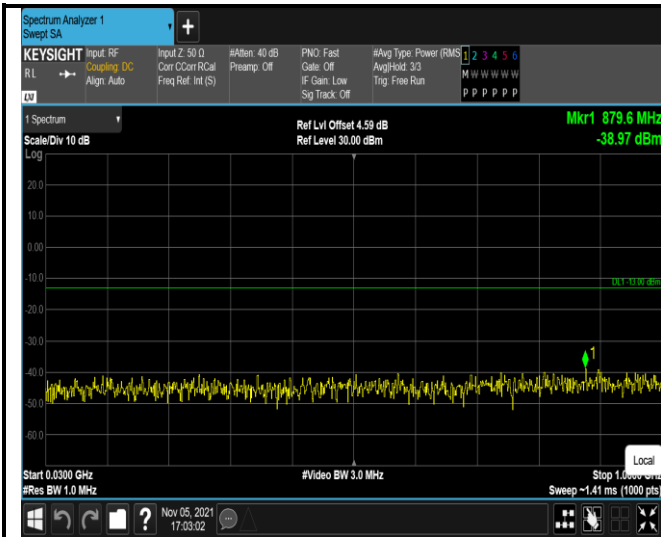 Spectrum Analyzer 1
Swept SA
+
KEYSIGHT
RL
LXI
Input: RF
Coupling: DC
Align: Auto
Input Z: 50 Ω
Corr CCorr RCal
Freq Ref: Int (S)
#Atten: 40 dB
Preamp: Off
PNO: Fast
Gate: Off
IF Gain: Low
Sig Track: Off
#Avg Type: Power (RMS
Avg|Hold: 3/3
Trig: Free Run
1 2 3 4 5 6
M W W W W W
P P P P P P
1 Spectrum
Scale/Div 10 dB
Ref Lvl Offset 4.59 dB
Ref Level 30.00 dBm
Mkr1 879.6 MHz
-38.97 dBm
Log
20.0
10.0
0.00
-10.0
DL1 -13.00 dBm
-20.0
-30.0
1
-40.0
-50.0
-60.0
Local
Start 0.0300 GHz
#Video BW 3.0 MHz
Stop
#Res BW 1.0 MHz
Sweep ~1.41 ms (1000 pts)
?
Nov 05, 2021
17:03:02